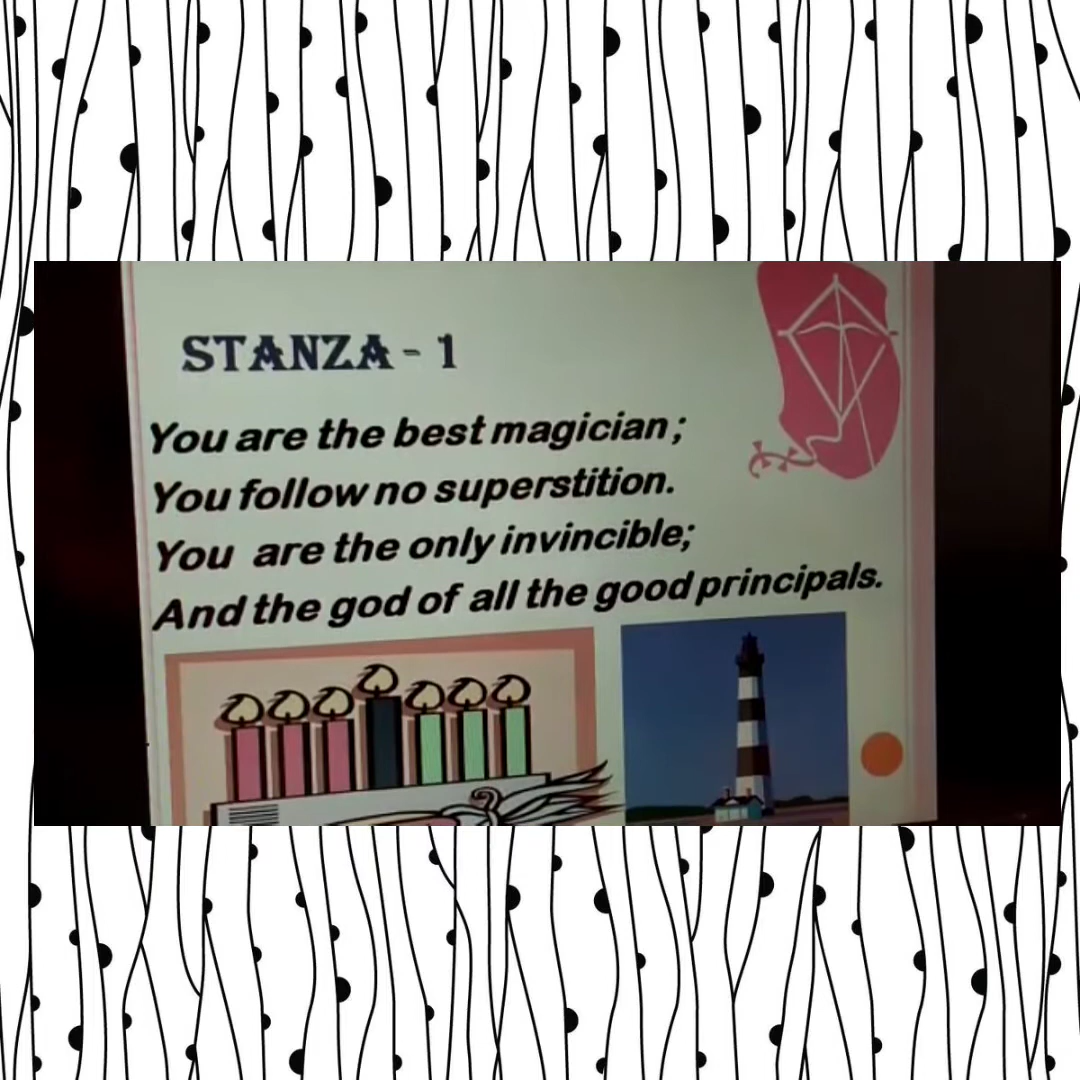 STANZA - 1
You are the best magician;
You follow no superstition.
You are the only invincible;
And the god of all the good principals.